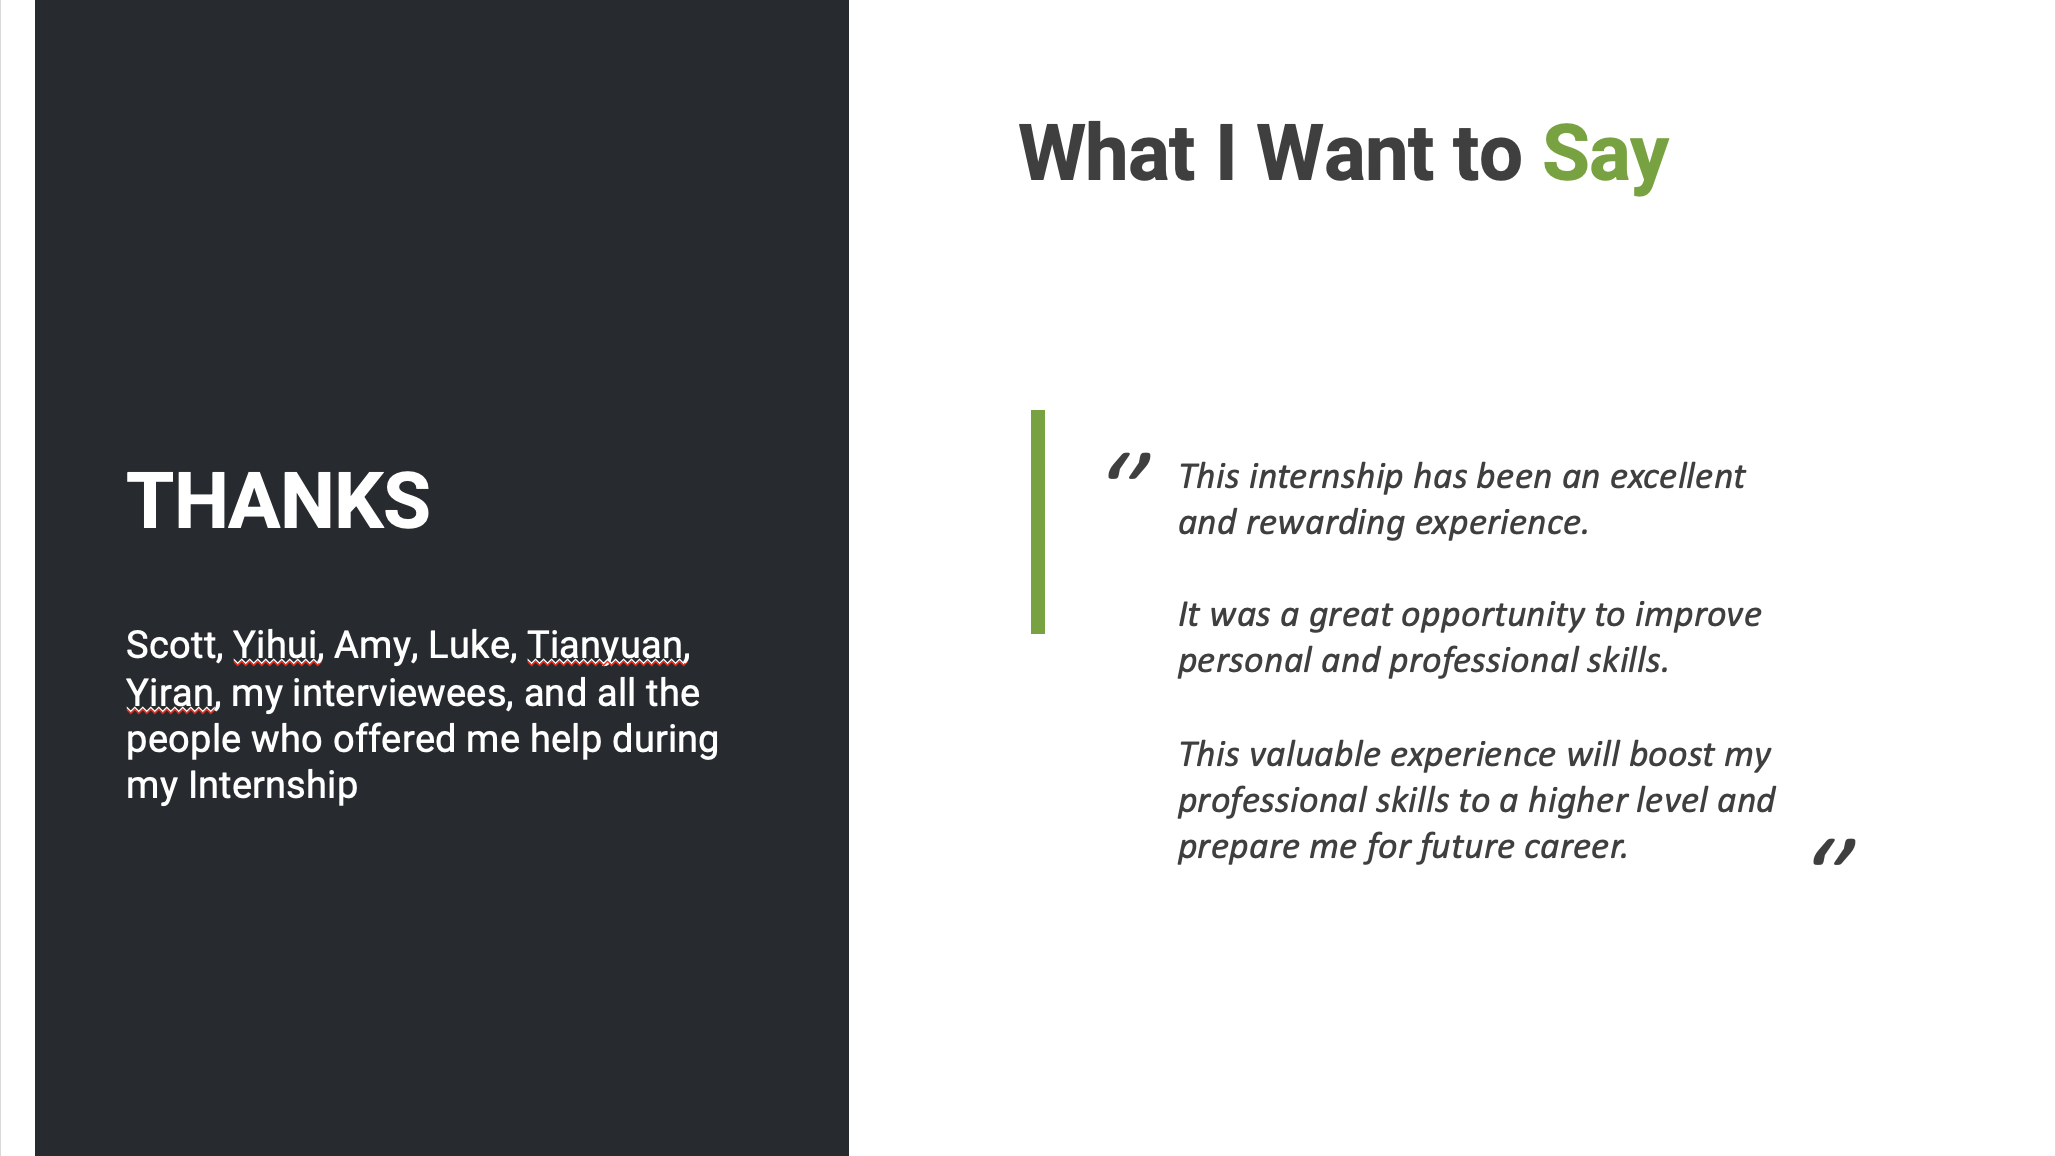 THANKS
Scott, Yihui, Amy, Luke, Tianyuan,
Yiran, my interviewees, and all the
people who offered me help during
my Internship
What I Want to Say
“ This internship has been an excellent
and rewarding experience.
It was a great opportunity to improve
personal and professional skills.
This valuable experience will boost my
professional skills to a higher level and
prepare me for future career. ”